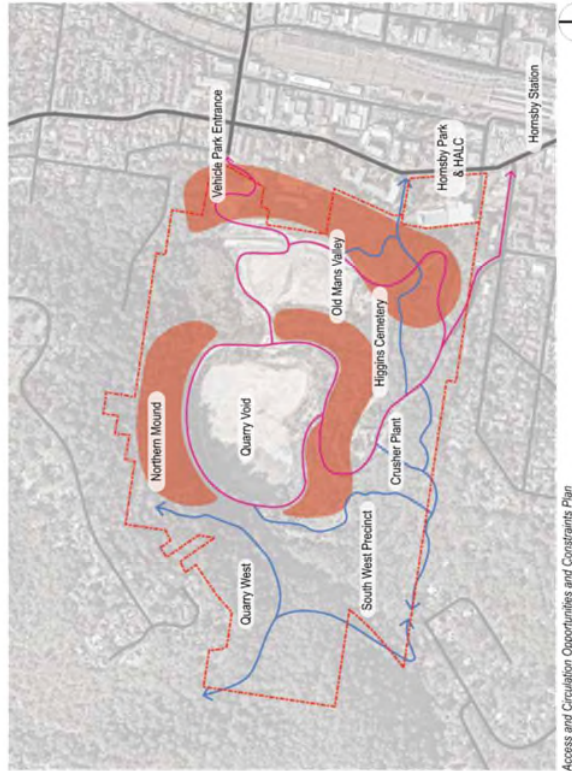 Vehicle Park Entrance
Hornsby Park
& HALC
Hornsby Station
Old Mans Valley
Higgins Cemetery
Northern Mound
Quarry Void
Crusher Plant
Quarry West
South West Precinct
Access and Circulation Opportunities and Constraints Plan